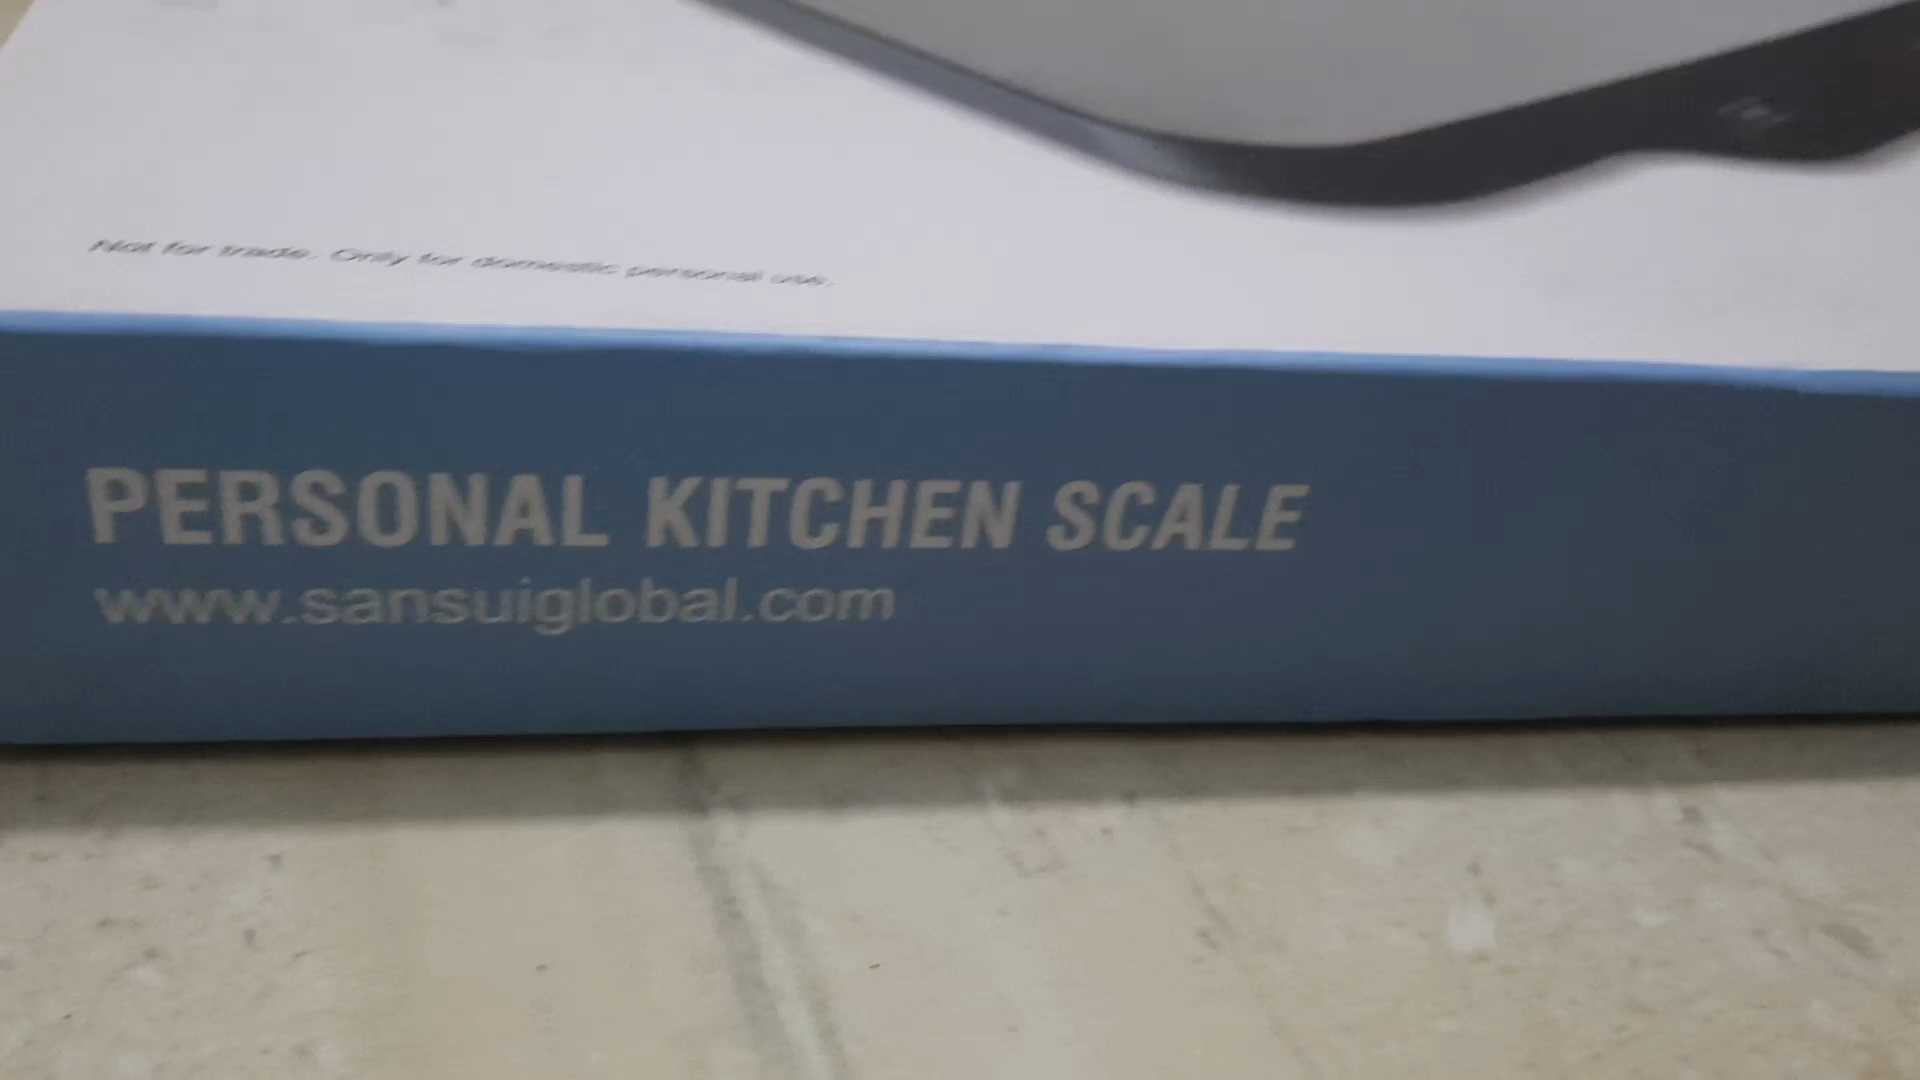 Not for trade. Only for domestic personal use.
PERSONAL KITCHEN SCALE
www.sansuiglobal.com